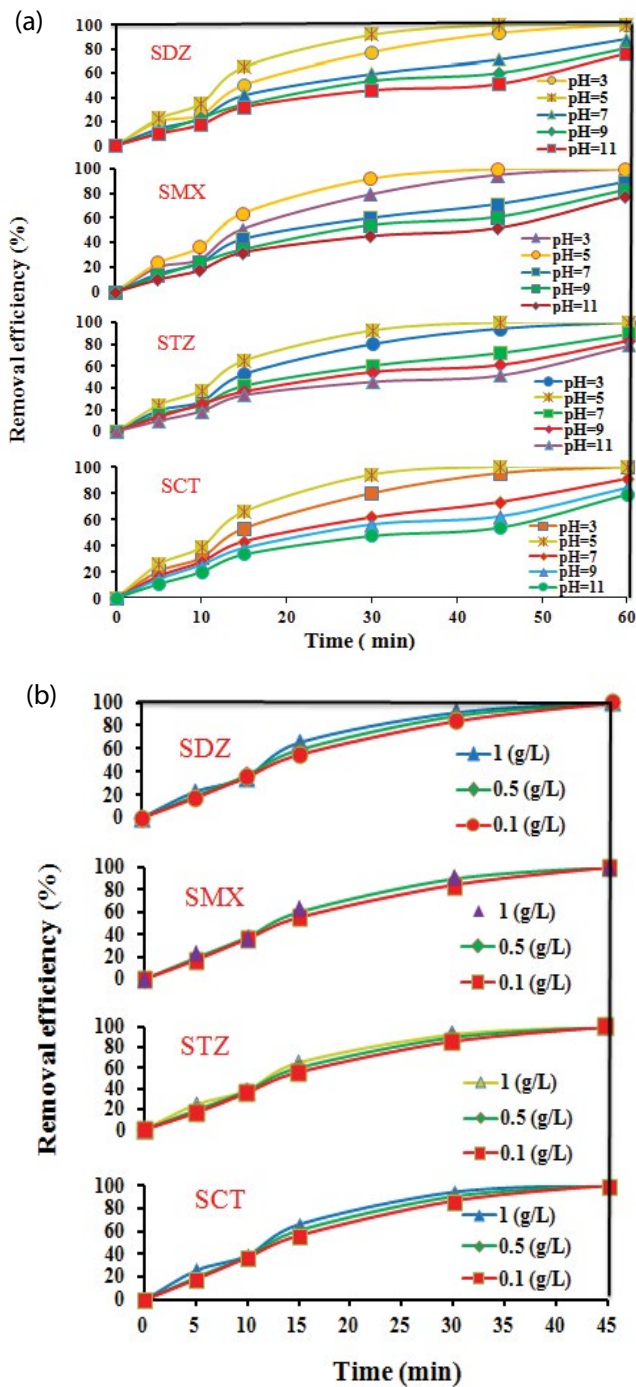 (a)
SDZ
100
80
60
40
20
0
pH=3
pH=5
pH=7
pH=9
pH=11
SMX
100
80
60
40
20
0
pH=3
pH=5
pH=7
pH=9
pH=11
STZ
100
80
60
40
20
0
pH=3
pH=5
pH=7
pH=9
pH=11
SCT
100
80
60
40
20
0
pH=3
pH=5
pH=7
pH=9
pH=11
Removal efficiency (%)
0 10 20 30 40 50 60
Time ( min)
(b)
SDZ
100
80
60
40
20
0
1 (g/L)
0.5 (g/L)
0.1 (g/L)
SMX
100
80
60
40
20
0
1 (g/L)
0.5 (g/L)
0.1 (g/L)
STZ
100
80
60
40
20
0
1 (g/L)
0.5 (g/L)
0.1 (g/L)
SCT
100
80
60
40
20
0
1 (g/L)
0.5 (g/L)
0.1 (g/L)
Removal efficiency (%)
0 5 10 15 20 25 30 35 40 45
Time (min)